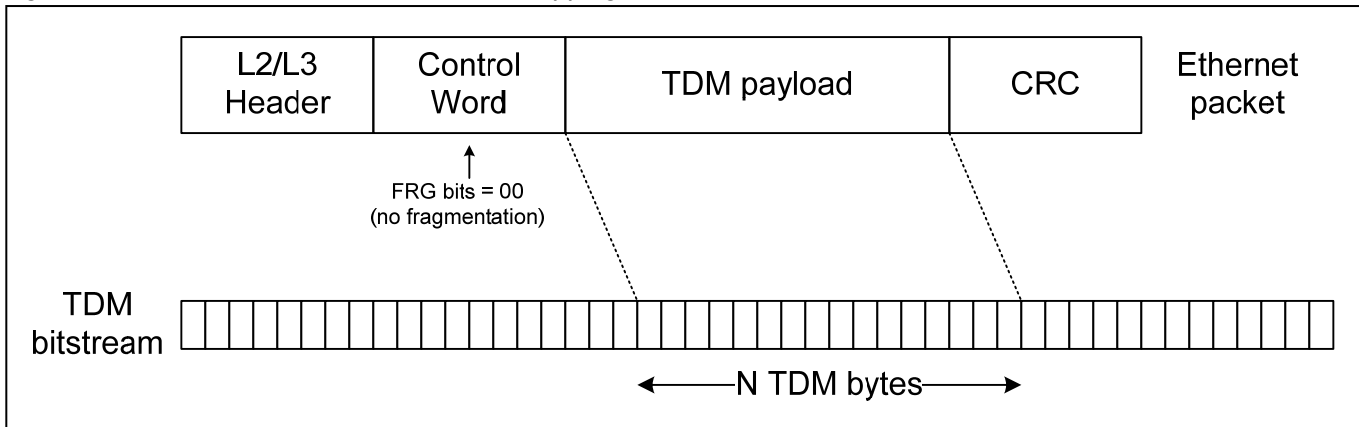 L2/L3
Header
Control
Word
TDM payload
CRC
Ethernet
packet
FRG bits = 00
(no fragmentation)
TDM
bitstream
N TDM bytes